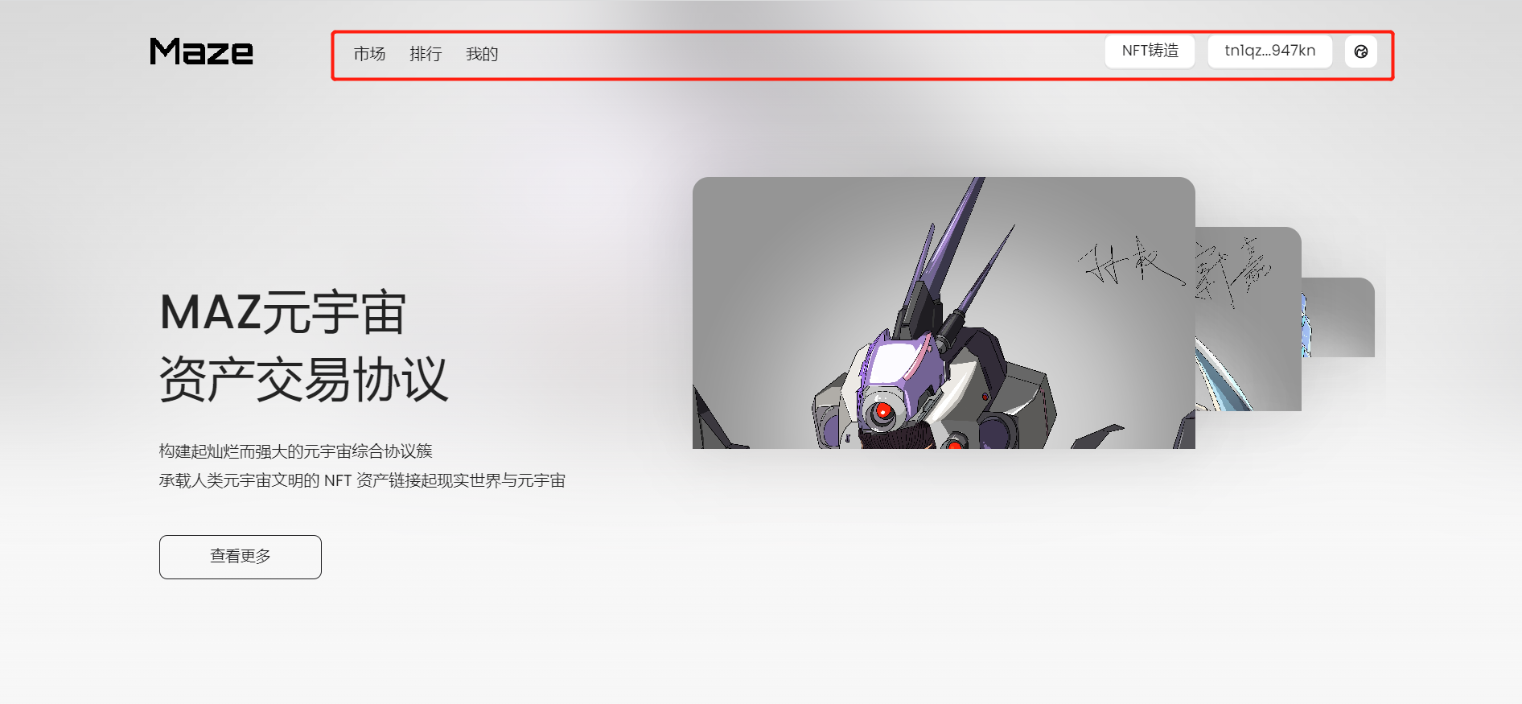 Maze
市场 排行 我的 NFT铸造 tn1qz...947kn
MAZ元宇宙
资产交易协议
构建起灿烂而强大的元宇宙综合协议簇
承载人类元宇宙文明的 NFT 资产链接起现实世界与元宇宙
查看更多